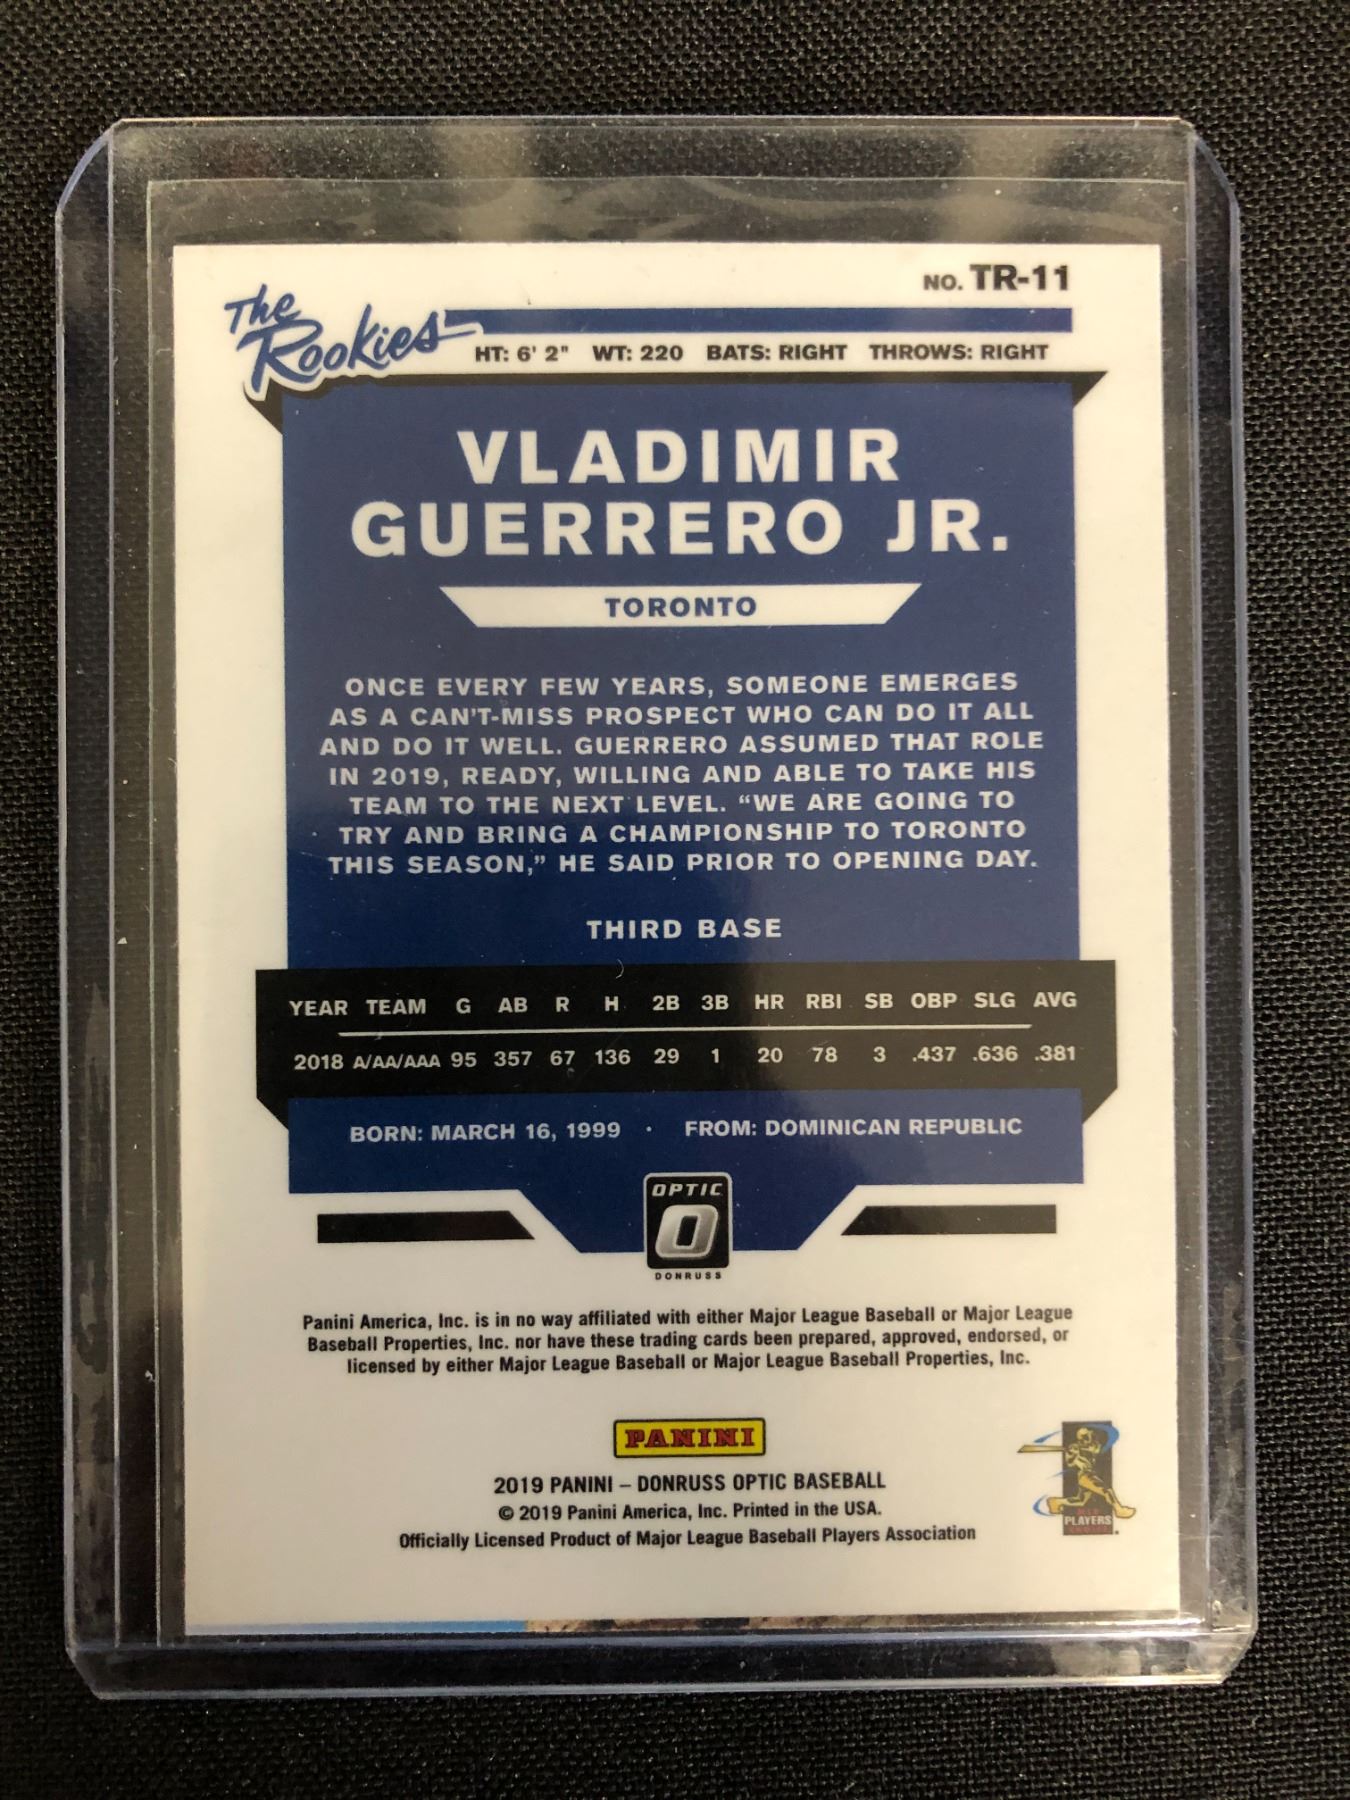 NO. TR-11
The
Rookies
HT: 6' 2" WT: 220 BATS: RIGHT THROWS: RIGHT
VLADIMIR
GUERRERO JR.
TORONTO
ONCE EVERY FEW YEARS, SOMEONE EMERGES
AS A CAN'T-MISS PROSPECT WHO CAN DO IT ALL
AND DO IT WELL. GUERRERO ASSUMED THAT ROLE
IN 2019, READY, WILLING AND ABLE TO TAKE HIS
TEAM TO THE NEXT LEVEL. “WE ARE GOING TO
TRY AND BRING A CHAMPIONSHIP TO TORONTO
THIS SEASON,” HE SAID PRIOR TO OPENING DAY.
THIRD BASE
YEAR TEAM G AB R H 2B 3B HR RBI SB OBP SLG AVG
2018 A/AA/AAA 95 357 67 136 29 1 20 78 3 .437 .636 .381
BORN: MARCH 16, 1999 · FROM: DOMINICAN REPUBLIC
OPTIC
O
DONRUSS
Panini America, Inc. is in no way affiliated with either Major League Baseball or Major League
Baseball Properties, Inc. nor have these trading cards been prepared, approved, endorsed, or
licensed by either Major League Baseball or Major League Baseball Properties, Inc.
PANINI
2019 PANINI – DONRUSS OPTIC BASEBALL
© 2019 Panini America, Inc. Printed in the USA.
Officially Licensed Product of Major League Baseball Players Association
MLB
PLAYERS
CHOICE